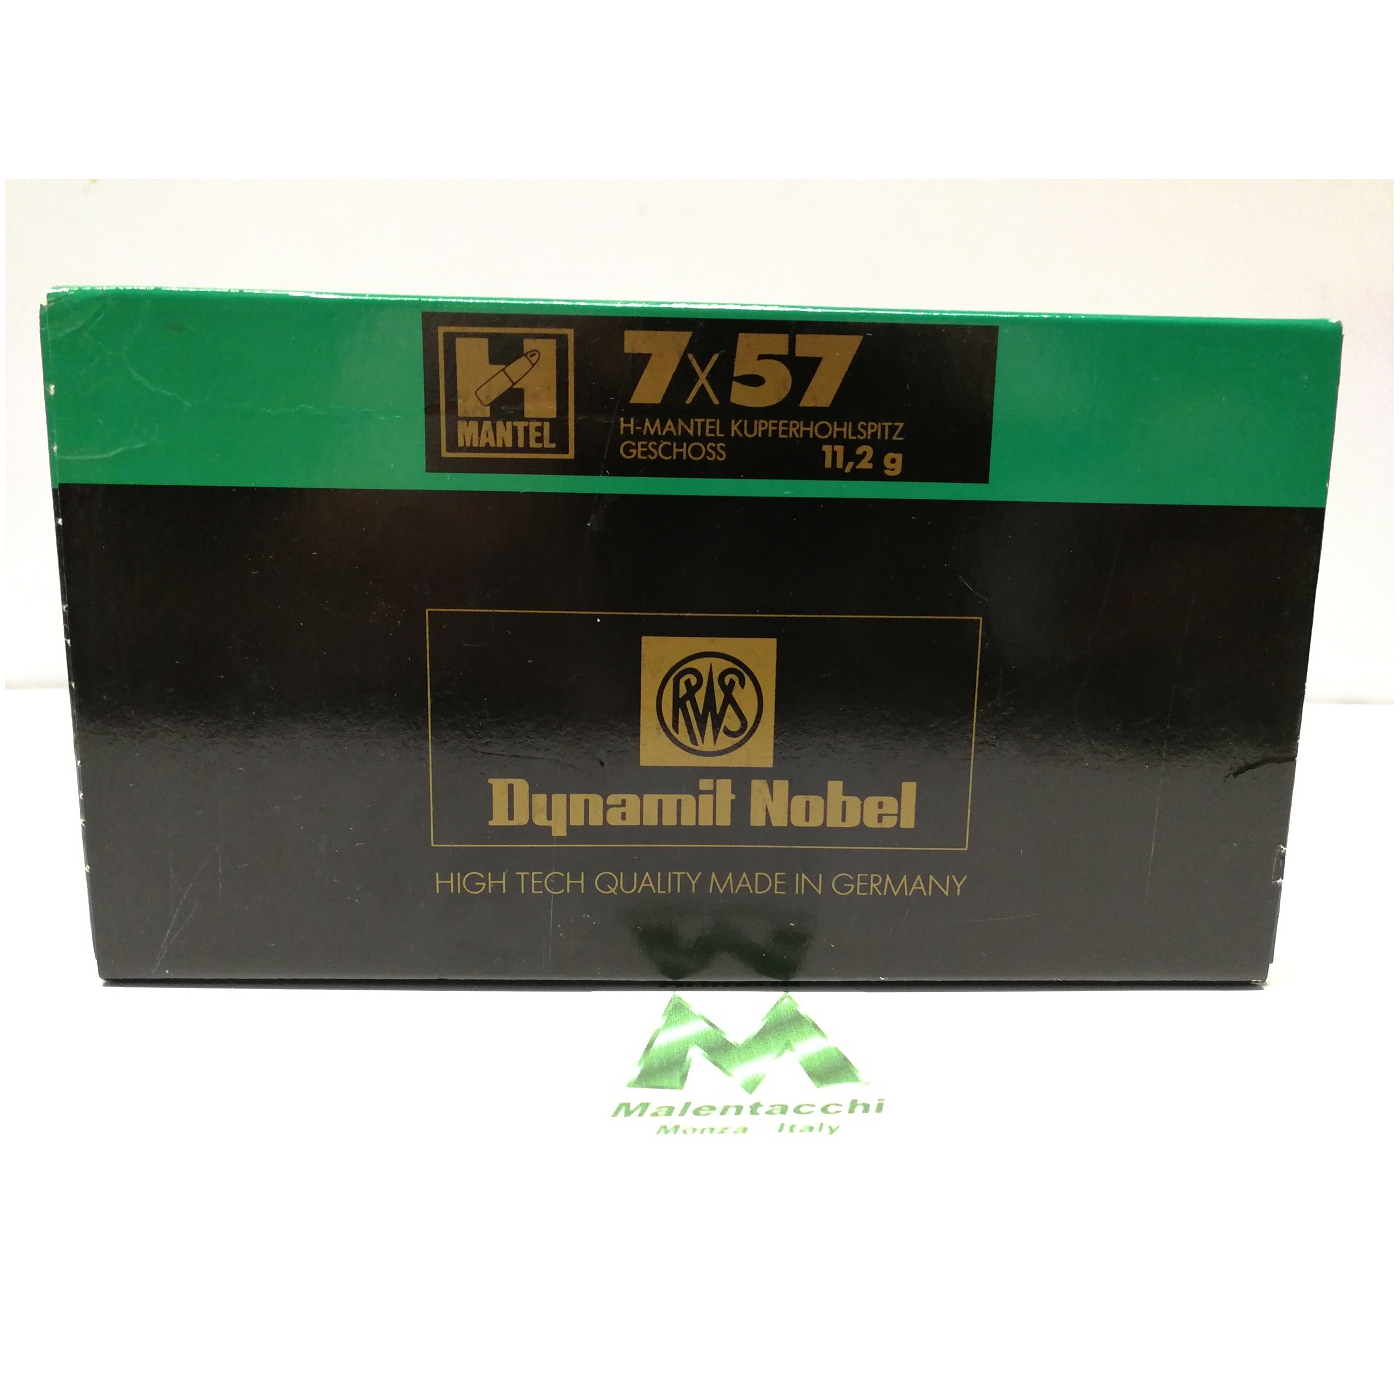 H
MANTEL
7x57
H-MANTEL KUPFERHOHLSPITZ
GESCHOSS 11,2 g
RWS
Dynamit Nobel
HIGH TECH QUALITY MADE IN GERMANY
Malentacchi
Monza Italy